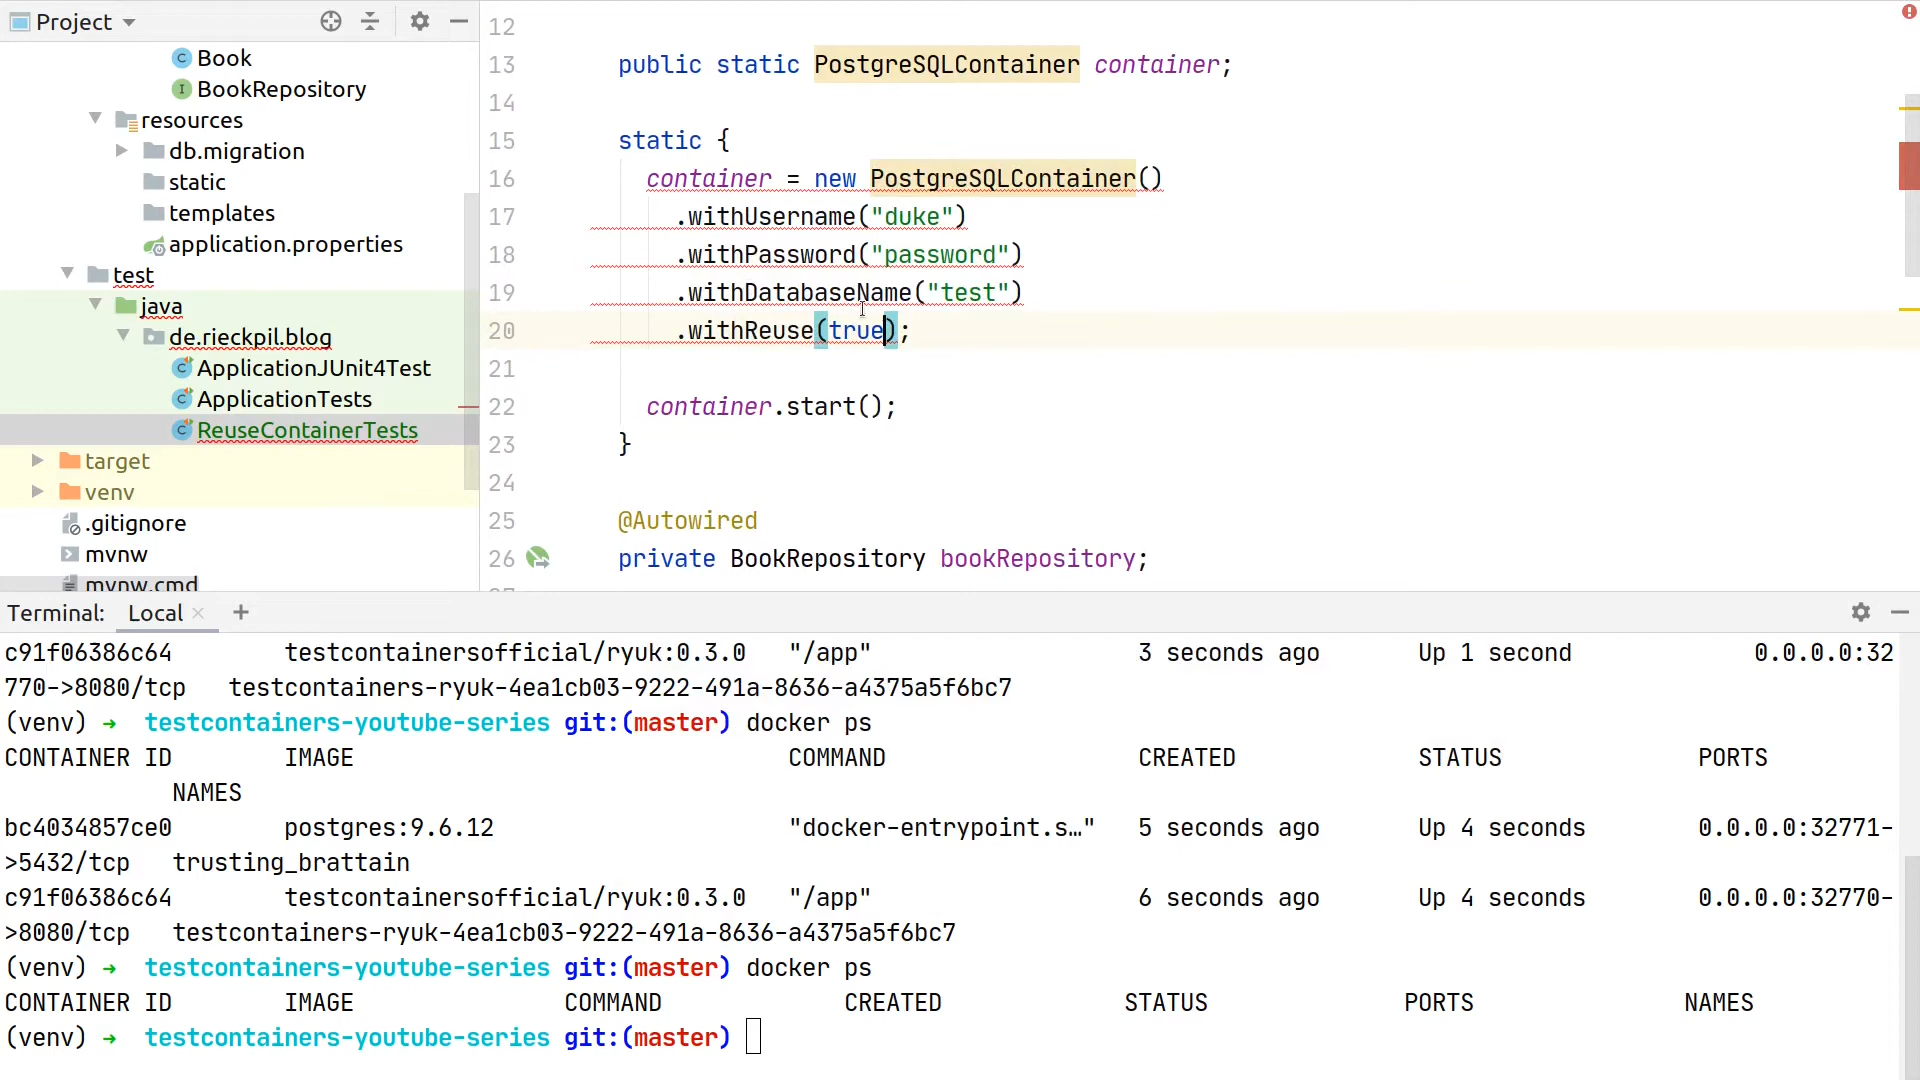 Project
Book
BookRepository
resources
db.migration
static
templates
application.properties
test
java
de.rieckpil.blog
ApplicationJUnit4Test
ApplicationTests
ReuseContainerTests
target
venv
.gitignore
mvnw
mvnw.cmd
12
13 public static PostgreSQLContainer container;
14
15 static {
16 container = new PostgreSQLContainer()
17 .withUsername("duke")
18 .withPassword("password")
19 .withDatabaseName("test")
20 .withReuse(true);
21
22 container.start();
23 }
24
25 @Autowired
26 private BookRepository bookRepository;
Terminal: Local × +
c91f06386c64 testcontainersofficial/ryuk:0.3.0 "/app" 3 seconds ago Up 1 second 0.0.0.0:32
770->8080/tcp testcontainers-ryuk-4ea1cb03-9222-491a-8636-a4375a5f6bc7
(venv) → testcontainers-youtube-series git:(master) docker ps
CONTAINER ID IMAGE COMMAND CREATED STATUS PORTS
NAMES
bc4034857ce0 postgres:9.6.12 "docker-entrypoint.s…" 5 seconds ago Up 4 seconds 0.0.0.0:32771-
>5432/tcp trusting_brattain
c91f06386c64 testcontainersofficial/ryuk:0.3.0 "/app" 6 seconds ago Up 4 seconds 0.0.0.0:32770-
>8080/tcp testcontainers-ryuk-4ea1cb03-9222-491a-8636-a4375a5f6bc7
(venv) → testcontainers-youtube-series git:(master) docker ps
CONTAINER ID IMAGE COMMAND CREATED STATUS PORTS NAMES
(venv) → testcontainers-youtube-series git:(master)